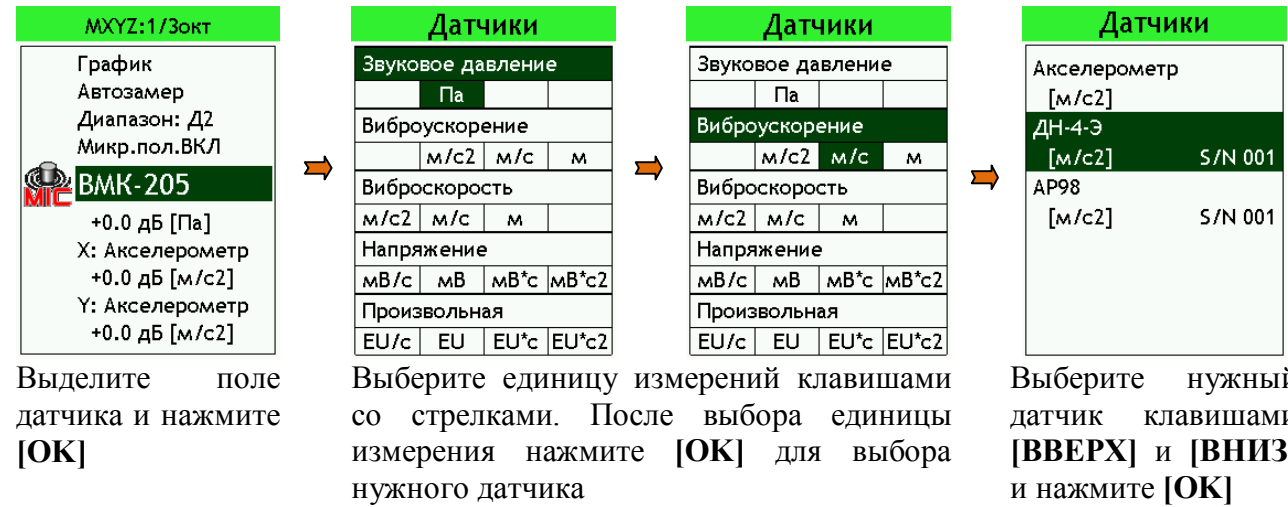 МXYZ:1/3окт
График
Автозамер
Диапазон: Д2
Микр.пол.ВКЛ
MIC
ВМК-205
+0.0 дБ [Па]
X: Акселерометр
+0.0 дБ [м/с2]
Y: Акселерометр
+0.0 дБ [м/с2]
Выделите поле
датчика и нажмите
[OK]
Датчики
Звуковое давление
Па
Виброускорение
м/с2 м/с м
Виброскорость
м/с2 м/с м
Напряжение
мВ/с мВ мВ*с мВ*с2
Произвольная
EU/с EU EU*с EU*с2
Датчики
Звуковое давление
Па
Виброускорение
м/с2 м/с м
Виброскорость
м/с2 м/с м
Напряжение
мВ/с мВ мВ*с мВ*с2
Произвольная
EU/с EU EU*с EU*с2
Выберите единицу измерений клавишами
со стрелками. После выбора единицы
измерения нажмите [OK] для выбора
нужного датчика
Датчики
Акселерометр
[м/с2]
ДН-4-Э
[м/с2] S/N 001
АР98
[м/с2] S/N 001
Выберите нужный
датчик клавишами
[ВВЕРХ] и [ВНИЗ
и нажмите [OK]